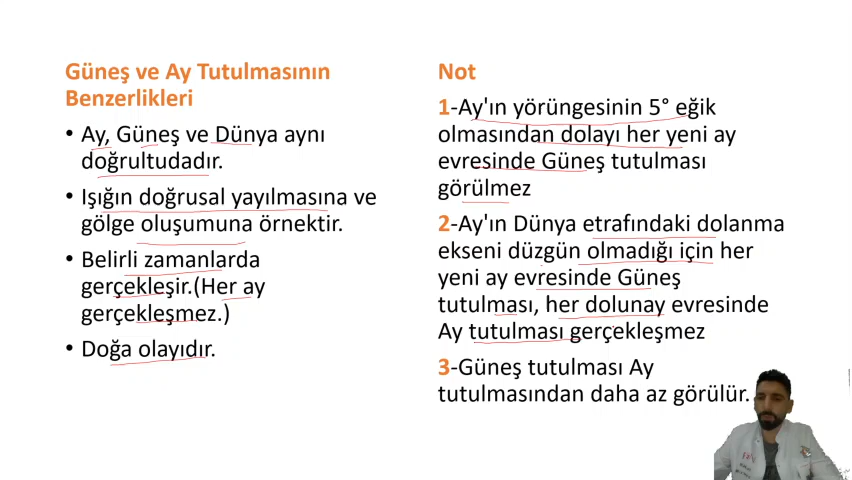 Güneş ve Ay Tutulmasının
Benzerlikleri
• Ay, Güneş ve Dünya aynı
doğrultudadır.
• Işığın doğrusal yayılmasına ve
gölge oluşumuna örnektir.
• Belirli zamanlarda
gerçekleşir.(Her ay
gerçekleşmez.)
• Doğa olayıdır.
Not
1-Ay'ın yörüngesinin 5° eğik
olmasından dolayı her yeni ay
evresinde Güneş tutulması
görülmez
2-Ay'ın Dünya etrafındaki dolanma
ekseni düzgün olmadığı için her
yeni ay evresinde Güneş
tutulması, her dolunay evresinde
Ay tutulması gerçekleşmez
3-Güneş tutulması Ay
tutulmasından daha az görülür.